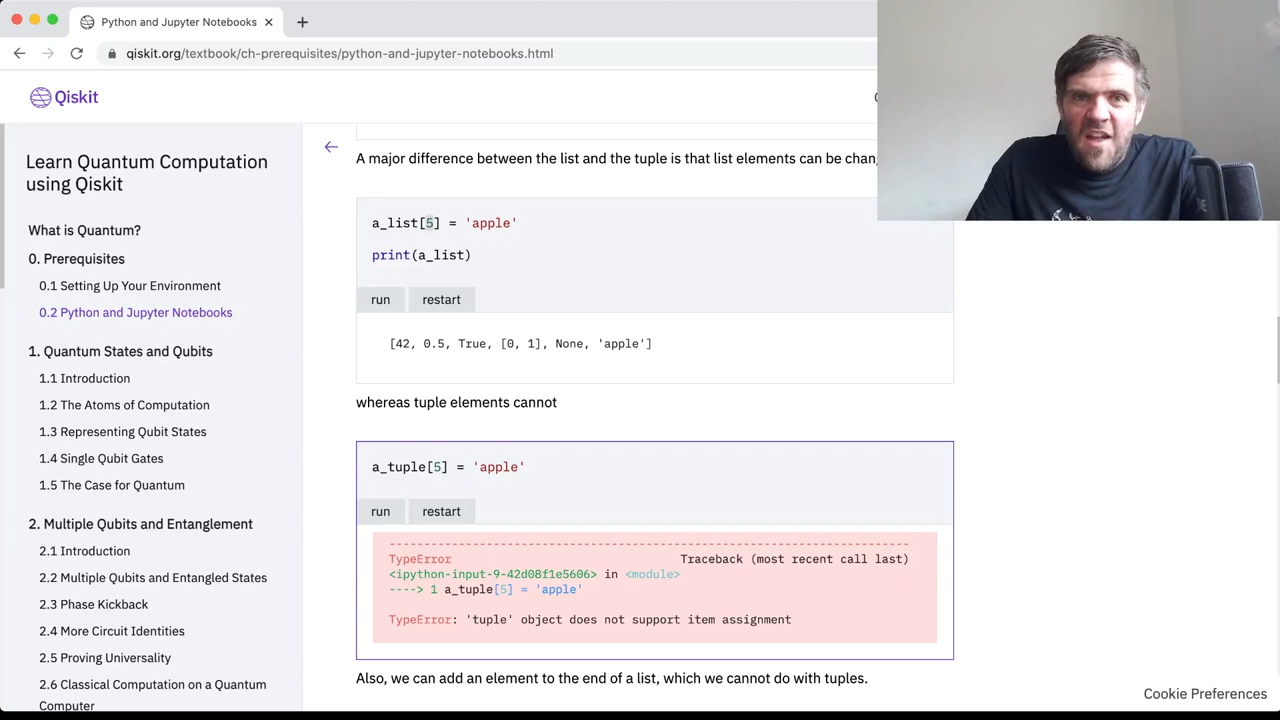 Python and Jupyter Notebooks
qiskit.org/textbook/ch-prerequisites/python-and-jupyter-notebooks.html
Qiskit
Learn Quantum Computation
using Qiskit
What is Quantum?
0. Prerequisites
0.1 Setting Up Your Environment
0.2 Python and Jupyter Notebooks
1. Quantum States and Qubits
1.1 Introduction
1.2 The Atoms of Computation
1.3 Representing Qubit States
1.4 Single Qubit Gates
1.5 The Case for Quantum
2. Multiple Qubits and Entanglement
2.1 Introduction
2.2 Multiple Qubits and Entangled States
2.3 Phase Kickback
2.4 More Circuit Identities
2.5 Proving Universality
2.6 Classical Computation on a Quantum
Computer
A major difference between the list and the tuple is that list elements can be
a_list[5] = 'apple'
print(a_list)
run restart
[42, 0.5, True, [0, 1], None, 'apple']
whereas tuple elements cannot
a_tuple[5] = 'apple'
run restart
---------------------------------------------------------------------------
TypeError Traceback (most recent call last)
<ipython-input-9-42d08f1e5606> in <module>
----> 1 a_tuple[5] = 'apple'
TypeError: 'tuple' object does not support item assignment
Also, we can add an element to the end of a list, which we cannot do with tuples.
Cookie Preferences